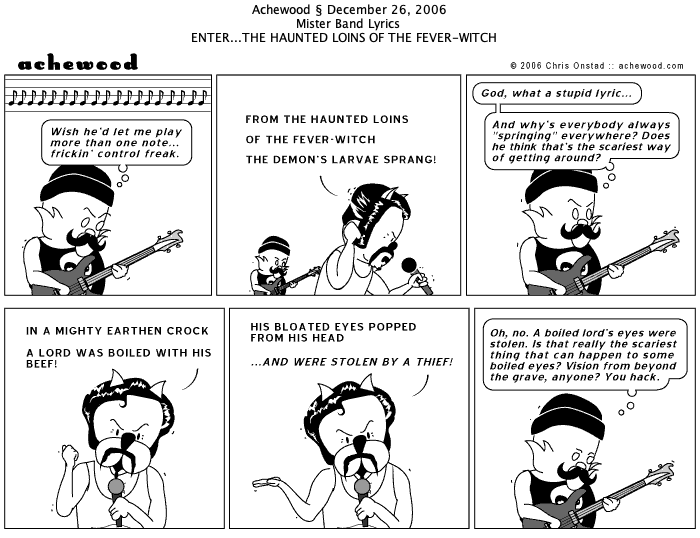 Achewood § December 26, 2006
Mister Band Lyrics
ENTER...THE HAUNTED LOINS OF THE FEVER-WITCH
achewood
© 2006 Chris Onstad :: achewood.com
Wish he'd let me play
more than one note...
frickin' control freak.
FROM THE HAUNTED LOINS
OF THE FEVER-WITCH
THE DEMON'S LARVAE SPRANG!
God, what a stupid lyric...
And why's everybody always
"springing" everywhere? Does
he think that's the scariest way
of getting around?
IN A MIGHTY EARTHEN CROCK
A LORD WAS BOILED WITH HIS
BEEF!
HIS BLOATED EYES POPPED
FROM HIS HEAD
...AND WERE STOLEN BY A THIEF!
Oh, no. A boiled lord's eyes were
stolen. Is that really the scariest
thing that can happen to some
boiled eyes? Vision from beyond
the grave, anyone? You hack.